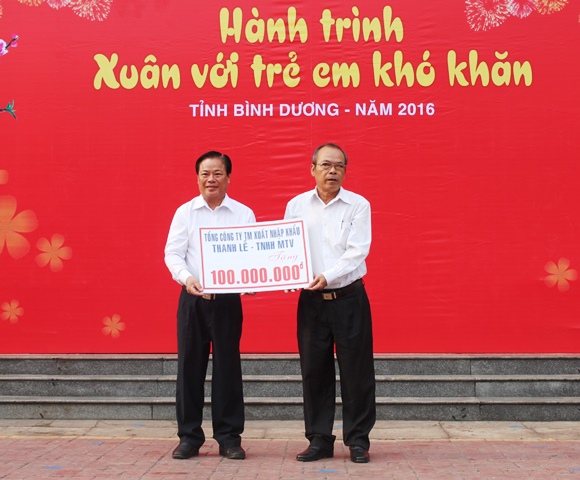 Hành trình
Xuân với trẻ em khó khăn
TỈNH BÌNH DƯƠNG - NĂM 2016
TỔNG CÔNG TY TM XUẤT NHẬP KHẨU
THANH LỄ - TNHH MTV
Tặng
100.000.000đ